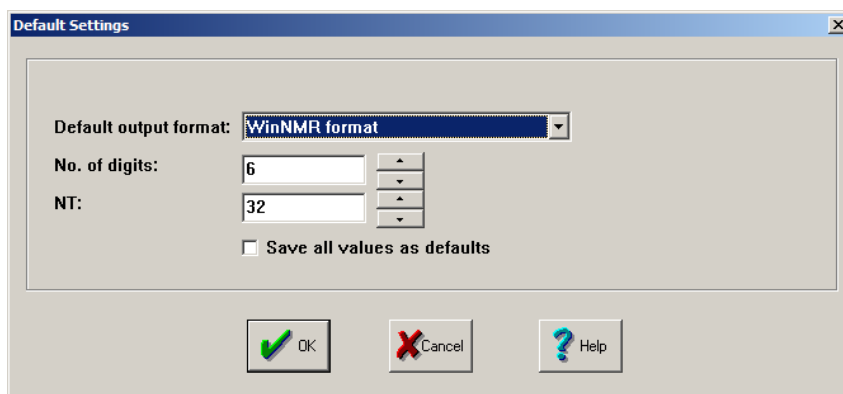 Default Settings
Default output format: WinNMR format
No. of digits: 6
NT: 32
Save all values as defaults
OK Cancel Help